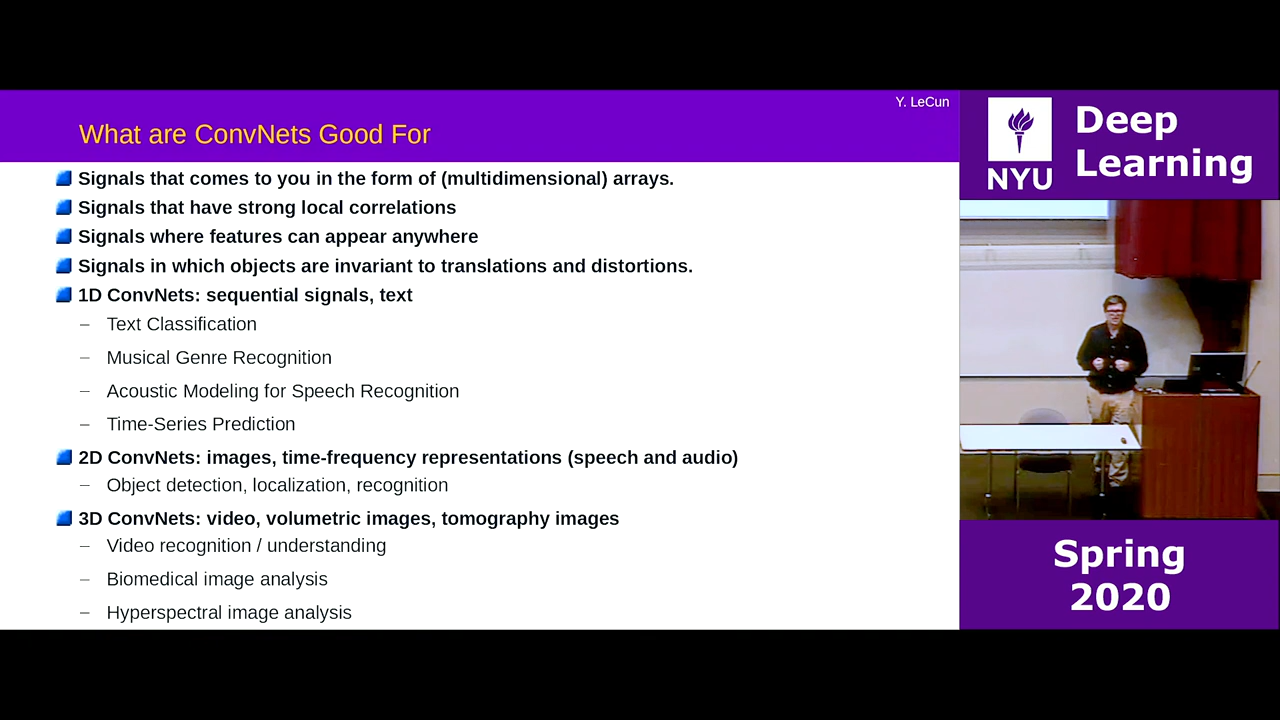 Y. LeCun
What are ConvNets Good For
Signals that comes to you in the form of (multidimensional) arrays.
Signals that have strong local correlations
Signals where features can appear anywhere
Signals in which objects are invariant to translations and distortions.
1D ConvNets: sequential signals, text
– Text Classification
– Musical Genre Recognition
– Acoustic Modeling for Speech Recognition
– Time-Series Prediction
2D ConvNets: images, time-frequency representations (speech and audio)
– Object detection, localization, recognition
3D ConvNets: video, volumetric images, tomography images
– Video recognition / understanding
– Biomedical image analysis
– Hyperspectral image analysis
NYU
Deep
Learning
Spring
2020